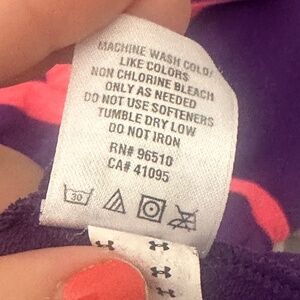 MACHINE WASH COLD/
LIKE COLORS
NON CHLORINE BLEACH
ONLY AS NEEDED
DO NOT USE SOFTENERS
TUMBLE DRY LOW
DO NOT IRON
RN# 96510
CA# 41095
30